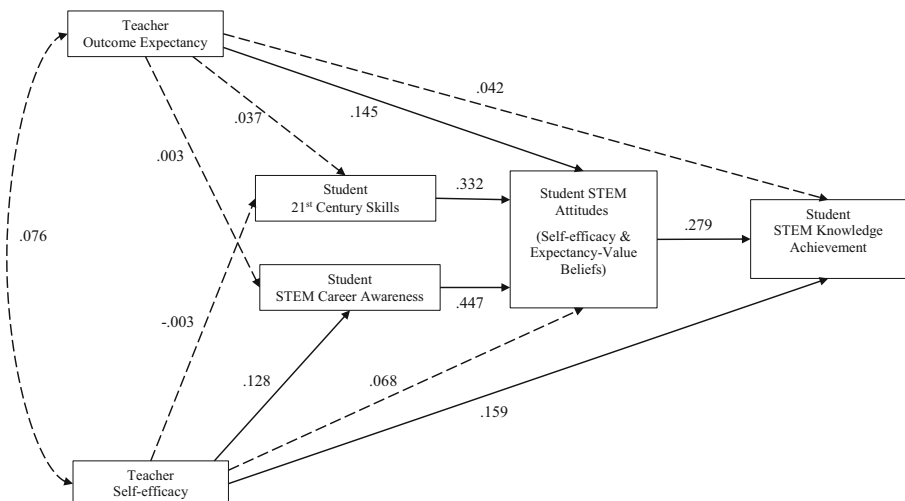 Teacher
Outcome Expectancy
.042
.145
.037
.003
Student
21st Century Skills
.332
Student STEM
Attitudes
(Self-efficacy &
Expectancy-Value
Beliefs)
Student
STEM Knowledge
Achievement
.279
.076
Student
STEM Career Awareness
.447
-.003
.128
.068
.159
Teacher
Self-efficacy